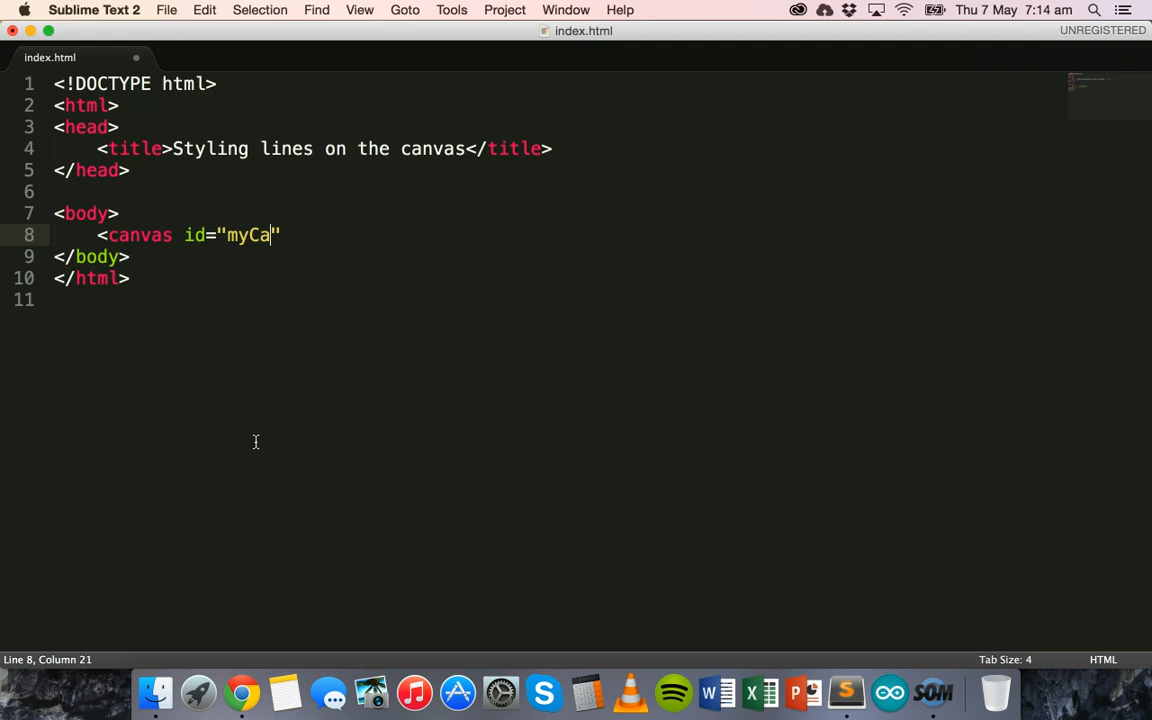 Sublime Text 2 File Edit Selection Find View Goto Tools Project Window Help Thu 7 May 7:14 am
index.html UNREGISTERED
index.html
1 <!DOCTYPE html>
2 <html>
3 <head>
4 <title>Styling lines on the canvas</title>
5 </head>
6
7 <body>
8 <canvas id="myCa"
9 </body>
10 </html>
11
Line 8, Column 21 Tab Size: 4 HTML
S W X P S SOM